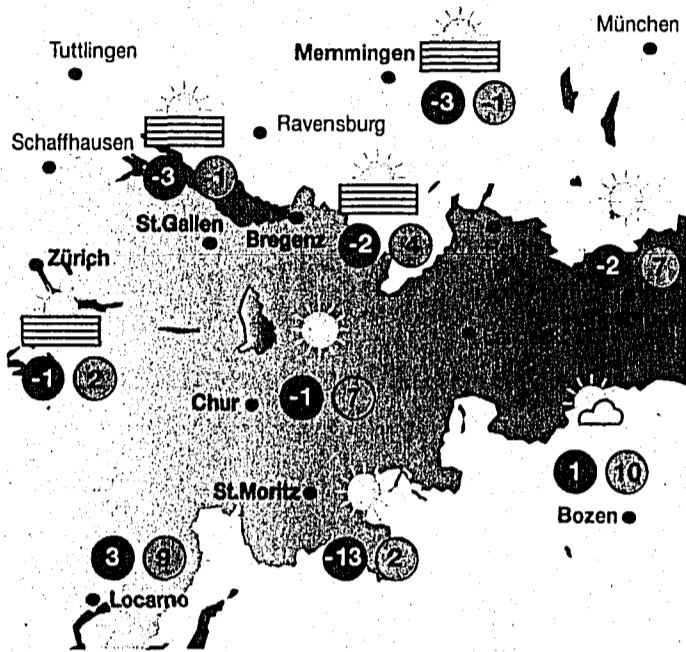 München
Tuttlingen
Memmingen
-3 -1
Ravensburg
Schaffhausen
-3 -1
St.Gallen
Bregenz
-2 4
Zürich
-2 7
-1 2
Chur
-1 7
1 10
St.Moritz
Bozen
3 9
-13 2
Locarno